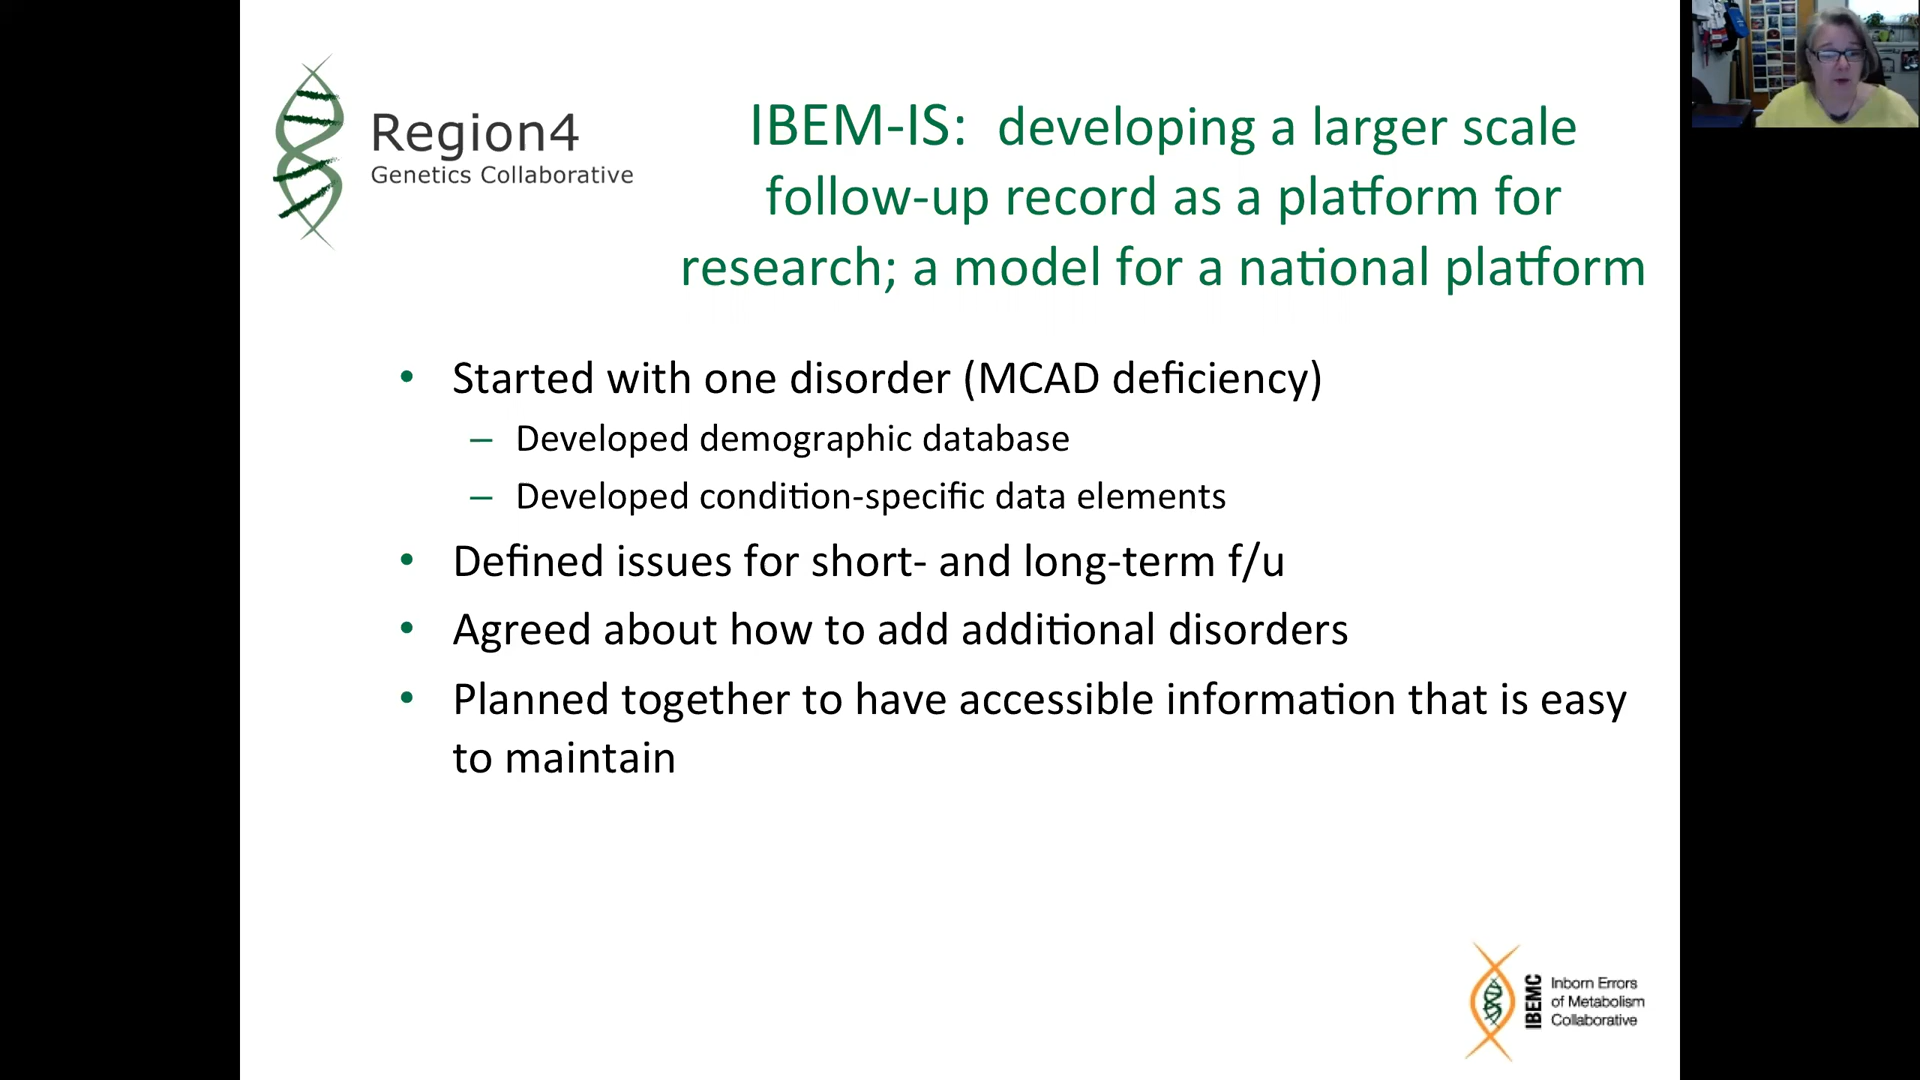 Region4
Genetics Collaborative
IBEM-IS: developing a larger scale
follow-up record as a platform for
research; a model for a national platform
• Started with one disorder (MCAD deficiency)
– Developed demographic database
– Developed condition-specific data elements
• Defined issues for short- and long-term f/u
• Agreed about how to add additional disorders
• Planned together to have accessible information that is easy
to maintain
IBEMC
Inborn Errors
of Metabolism
Collaborative